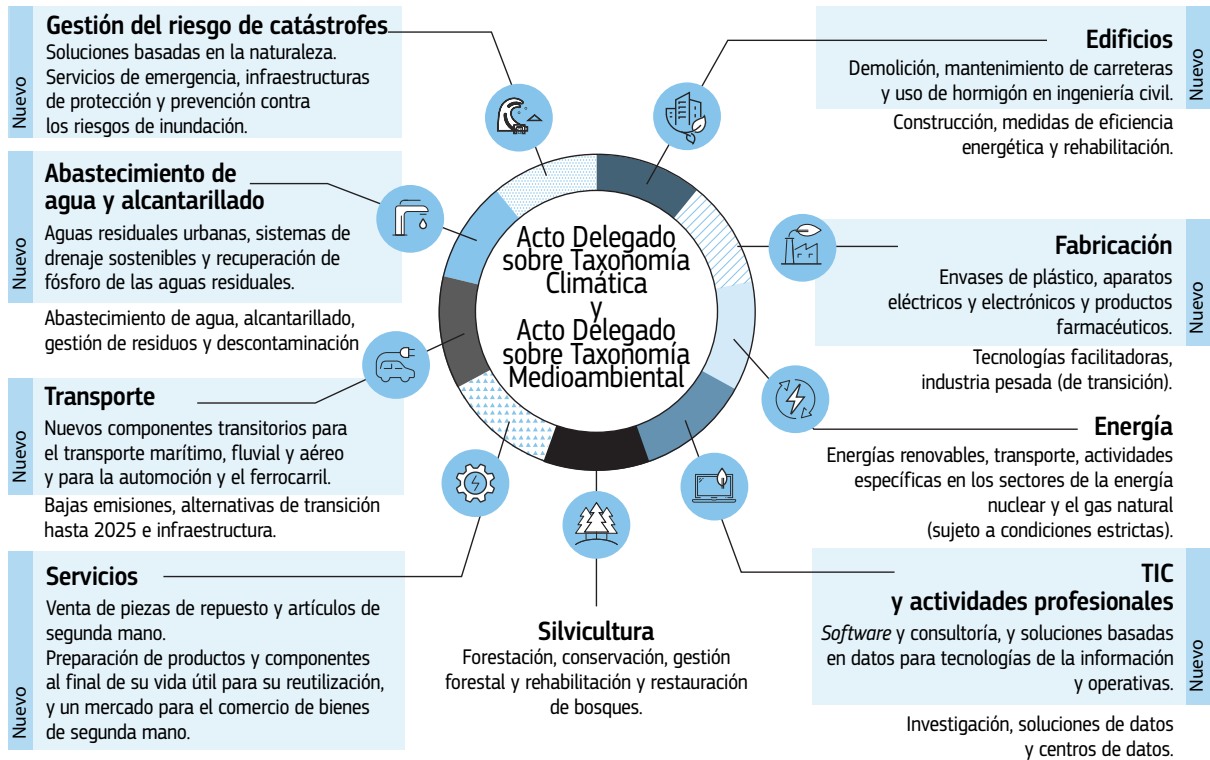 Gestión del riesgo de catástrofes
Soluciones basadas en la naturaleza.
Servicios de emergencia, infraestructuras
de protección y prevención contra
los riesgos de inundación.
Nuevo
Abastecimiento de
agua y alcantarillado
Aguas residuales urbanas, sistemas de
drenaje sostenibles y recuperación de
fósforo de las aguas residuales.
Nuevo
Abastecimiento de agua, alcantarillado,
gestión de residuos y descontaminación
Transporte
Nuevos componentes transitorios para
el transporte marítimo, fluvial y aéreo
y para la automoción y el ferrocarril.
Nuevo
Bajas emisiones, alternativas de transición
hasta 2025 e infraestructura.
Servicios
Venta de piezas de repuesto y artículos de
segunda mano.
Preparación de productos y componentes
al final de su vida útil para su reutilización,
y un mercado para el comercio de bienes
de segunda mano.
Nuevo
Acto Delegado
sobre Taxonomía
Climática
y
Acto Delegado
sobre Taxonomía
Medioambiental
Silvicultura
Forestación, conservación, gestión
forestal y rehabilitación y restauración
de bosques.
Edificios
Demolición, mantenimiento de carreteras
y uso de hormigón en ingeniería civil.
Nuevo
Construcción, medidas de eficiencia
energética y rehabilitación.
Fabricación
Envases de plástico, aparatos
eléctricos y electrónicos y productos
farmacéuticos.
Nuevo
Tecnologías facilitadoras,
industria pesada (de transición).
Energía
Energías renovables, transporte, actividades
específicas en los sectores de la energía
nuclear y el gas natural
(sujeto a condiciones estrictas).
TIC
y actividades profesionales
Software y consultoría, y soluciones basadas
en datos para tecnologías de la información
y operativas.
Nuevo
Investigación, soluciones de datos
y centros de datos.